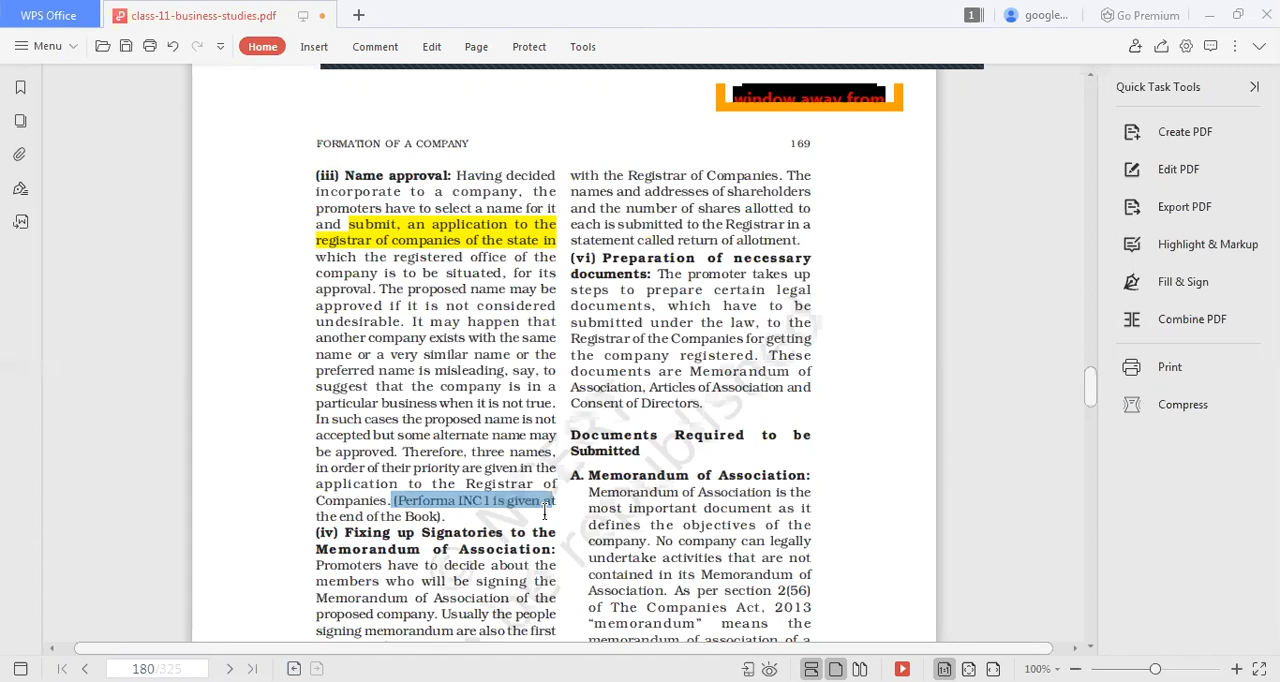 WPS Office
class-11-business-studies.pdf
1
google...
Go Premium
Menu
Home
Insert
Comment
Edit
Page
Protect
Tools
window away from
Quick Task Tools
Create PDF
Edit PDF
Export PDF
Highlight & Markup
Fill & Sign
Combine PDF
Print
Compress
FORMATION OF A COMPANY
169
(iii) Name approval: Having decided
incorporate to a company, the
promoters have to select a name for it
and submit, an application to the
registrar of companies of the state in
which the registered office of the
company is to be situated, for its
approval. The proposed name may be
approved if it is not considered
undesirable. It may happen that
another company exists with the same
name or a very similar name or the
preferred name is misleading, say, to
suggest that the company is in a
particular business when it is not true.
In such cases the proposed name is not
accepted but some alternate name may
be approved. Therefore, three names,
in order of their priority are given in the
application to the Registrar of
Companies. (Performa INC1 is given at
the end of the Book).
(iv) Fixing up Signatories to the
Memorandum of Association:
Promoters have to decide about the
members who will be signing the
Memorandum of Association of the
proposed company. Usually the people
signing memorandum are also the first
with the Registrar of Companies. The
names and addresses of shareholders
and the number of shares allotted to
each is submitted to the Registrar in a
statement called return of allotment.
(vi) Preparation of necessary
documents: The promoter takes up
steps to prepare certain legal
documents, which have to be
submitted under the law, to the
Registrar of the Companies for getting
the company registered. These
documents are Memorandum of
Association, Articles of Association and
Consent of Directors.
Documents Required to be
Submitted
A. Memorandum of Association:
Memorandum of Association is the
most important document as it
defines the objectives of the
company. No company can legally
undertake activities that are not
contained in its Memorandum of
Association. As per section 2(56)
of The Companies Act, 2013
“memorandum” means the
memorandum of association of a
© NCERT
be republished
180/325
100%